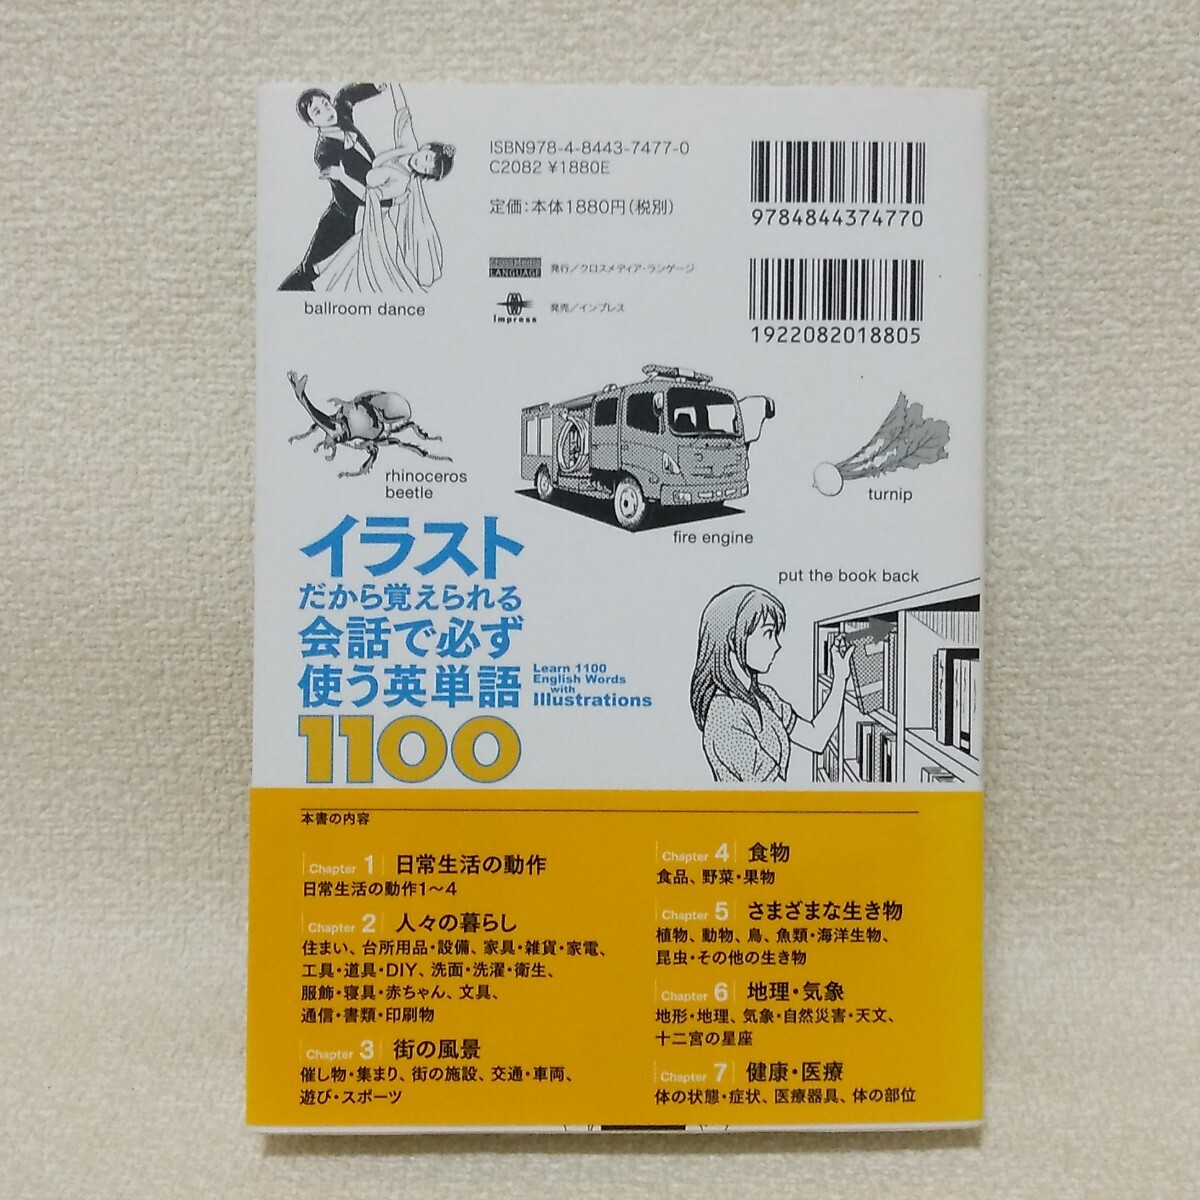 ISBN978-4-8443-7477-0
C2082 ¥1880E
定価：本体1880円（税別）
9784844374770
CrossMedia
LANGUAGE
発行／クロスメディア・ランゲージ
Impress
発売／インプレス
1922082018805
ballroom dance
rhinoceros
beetle
fire engine
turnip
put the book back
イラスト
だから覚えられる
会話で必ず
使う英単語
1100
Learn 1100
English Words
with
Illustrations
本書の内容
Chapter 1 日常生活の動作
日常生活の動作1～4
Chapter 2 人々の暮らし
住まい、台所用品・設備、家具・雑貨・家電、
工具・道具・DIY、洗面・洗濯・衛生、
服飾・寝具・赤ちゃん、文具、
通信・書類・印刷物
Chapter 3 街の風景
催し物・集まり、街の施設、交通・車両、
遊び・スポーツ
Chapter 4 食物
食品、野菜・果物
Chapter 5 さまざまな生き物
植物、動物、鳥、魚類・海洋生物、
昆虫・その他の生き物
Chapter 6 地理・気象
地形・地理、気象・自然災害・天文、
十二宮の星座
Chapter 7 健康・医療
体の状態・症状、医療器具、体の部位